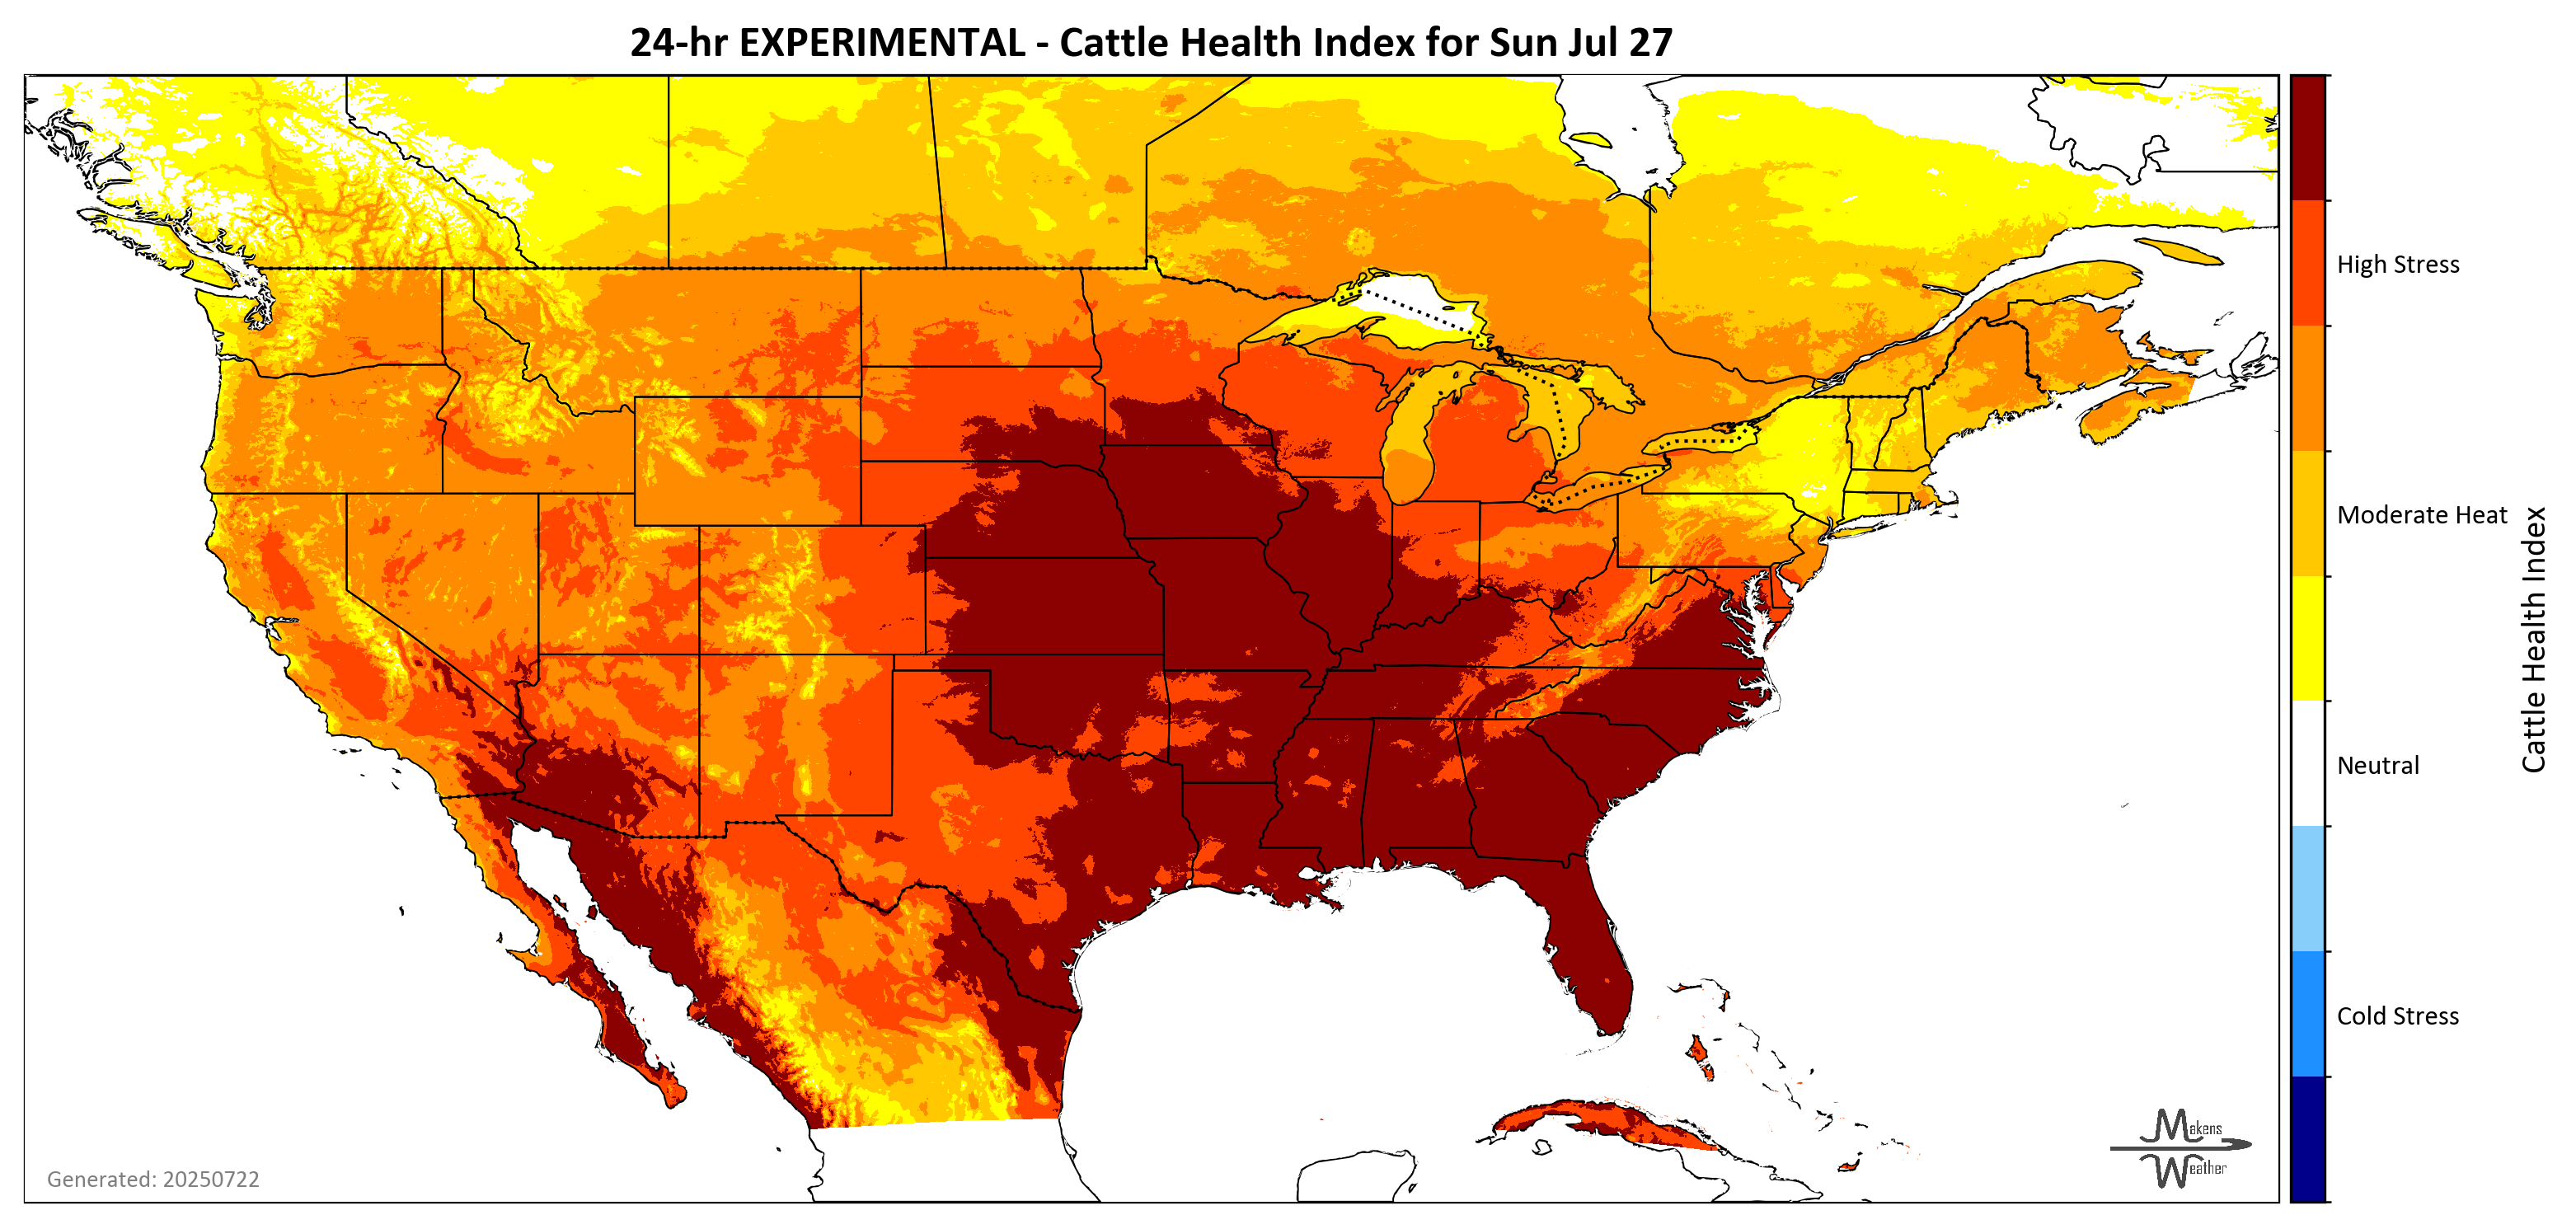 24-hr EXPERIMENTAL - Cattle Health Index for Sun Jul 27
High Stress
Moderate Heat
Neutral
Cold Stress
Cattle Health Index
Makens
Weather
Generated: 20250722